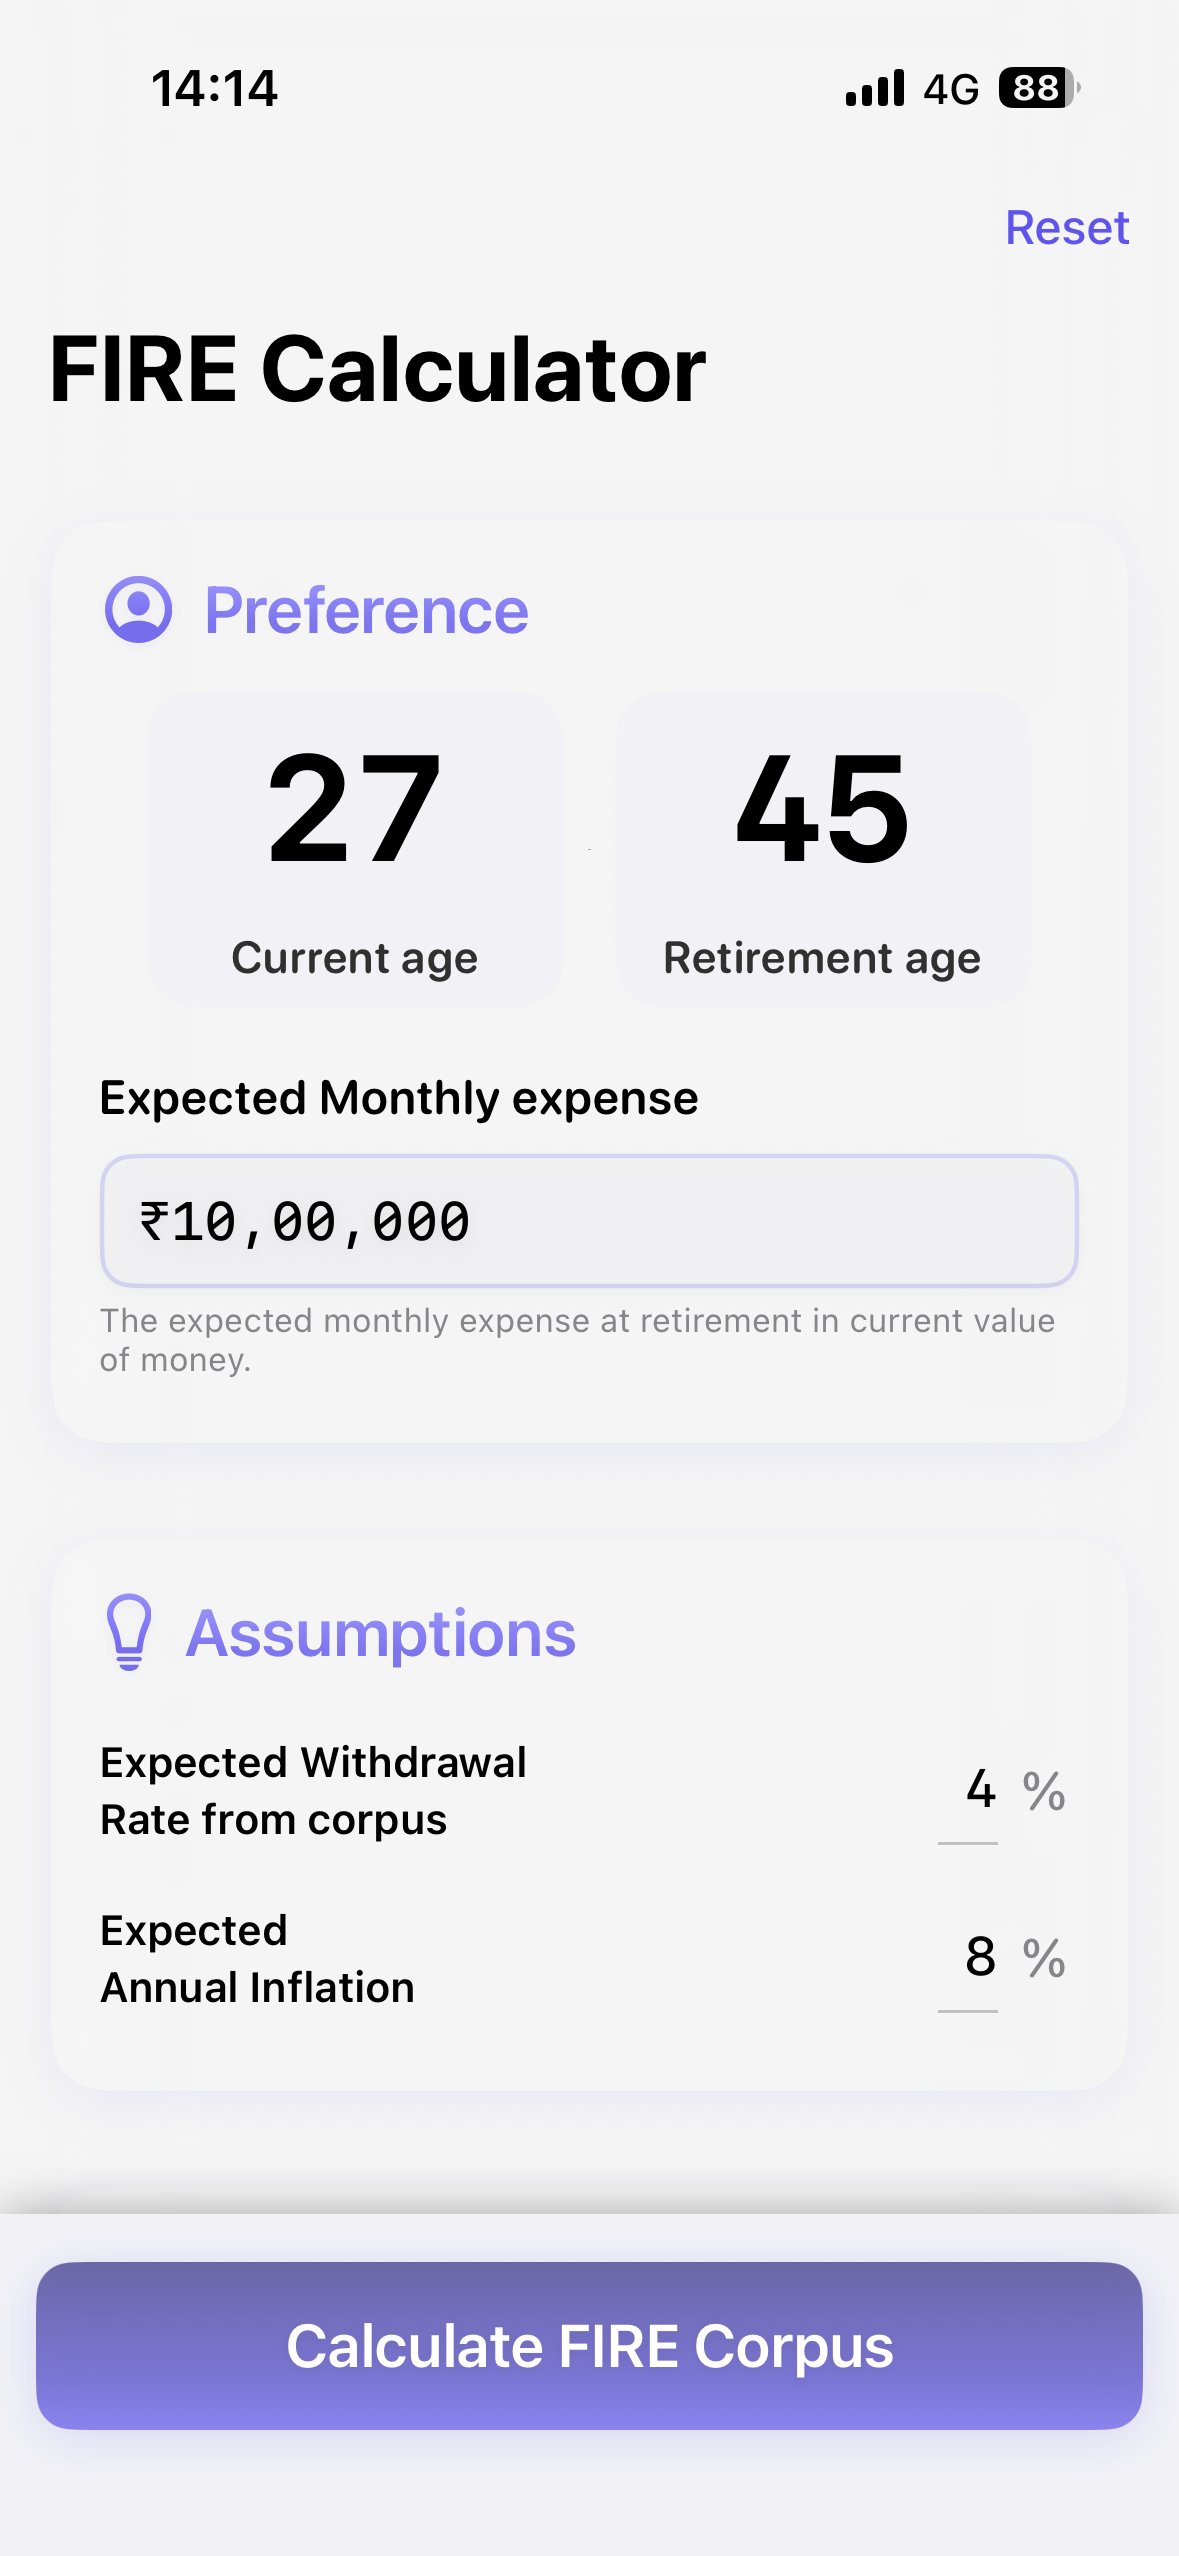 14:14
4G
88
Reset
FIRE Calculator
Preference
27
45
Current age
Retirement age
Expected Monthly expense
₹10,00,000
The expected monthly expense at retirement in current value
of money.
Assumptions
Expected Withdrawal
Rate from corpus
4 %
Expected
Annual Inflation
8 %
Calculate FIRE Corpus